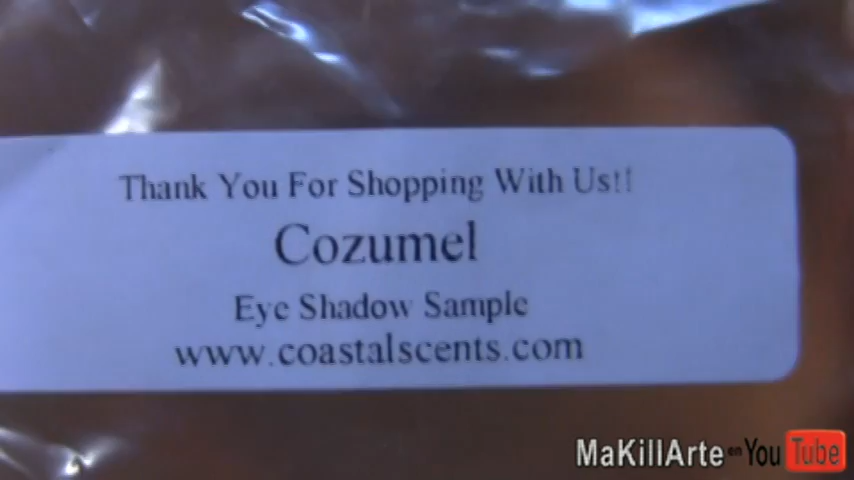 Thank You For Shopping With Us!!
Cozumel
Eye Shadow Sample
www.coastalscents.com
MaKillArte en YouTube